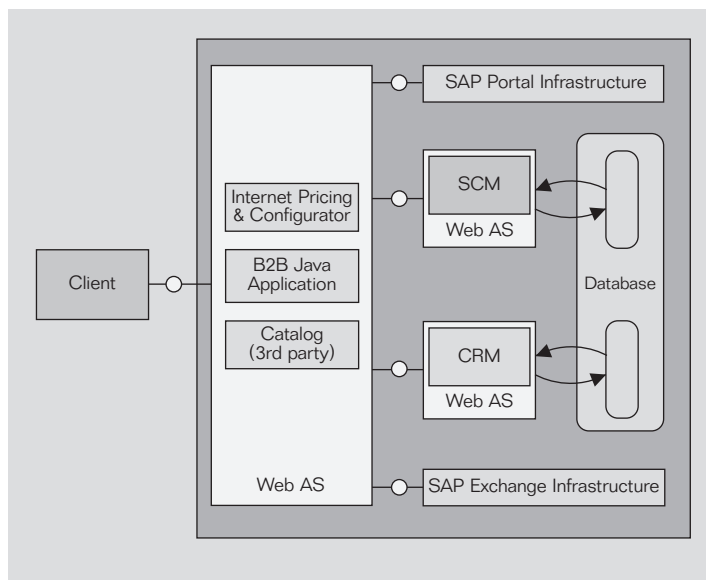 SAP Portal Infrastructure
Internet Pricing
& Configurator
SCM
Web AS
B2B Java
Application
Client
Database
Catalog
(3rd party)
CRM
Web AS
Web AS
SAP Exchange Infrastructure